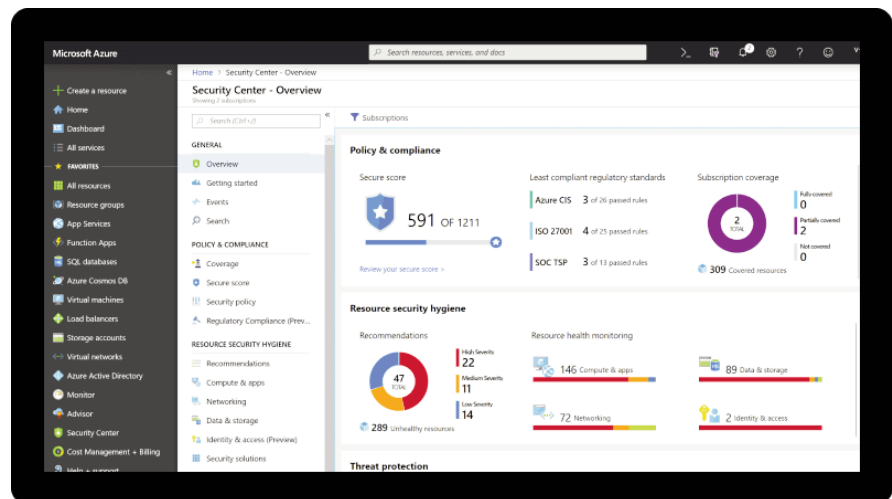 Microsoft Azure
Search resources, services, and docs
Home > Security Center - Overview
Security Center - Overview
Showing 2 subscriptions
Create a resource
Home
Dashboard
All services
FAVORITES
All resources
Resource groups
App Services
Function Apps
SQL databases
Azure Cosmos DB
Virtual machines
Load balancers
Storage accounts
Virtual networks
Azure Active Directory
Monitor
Advisor
Security Center
Cost Management + Billing
Help + support
Search (Ctrl+/)
GENERAL
Overview
Getting started
Events
Search
POLICY & COMPLIANCE
Coverage
Secure score
Security policy
Regulatory Compliance (Prev...
RESOURCE SECURITY HYGIENE
Recommendations
Compute & apps
Networking
Data & storage
Identity & access (Preview)
Security solutions
Subscriptions
Policy & compliance
Secure score
591 OF 1211
Review your secure score >
Least compliant regulatory standards
Azure CIS 3 of 26 passed rules
ISO 27001 4 of 25 passed rules
SOC TSP 3 of 13 passed rules
Subscription coverage
2
TOTAL
Fully covered
0
Partially covered
2
Not covered
0
309 Covered resources
Resource security hygiene
Recommendations
47
TOTAL
High Severity
22
Medium Severity
11
Low Severity
14
289 Unhealthy resources
Resource health monitoring
146 Compute & apps
89 Data & storage
72 Networking
2 Identity & access
Threat protection